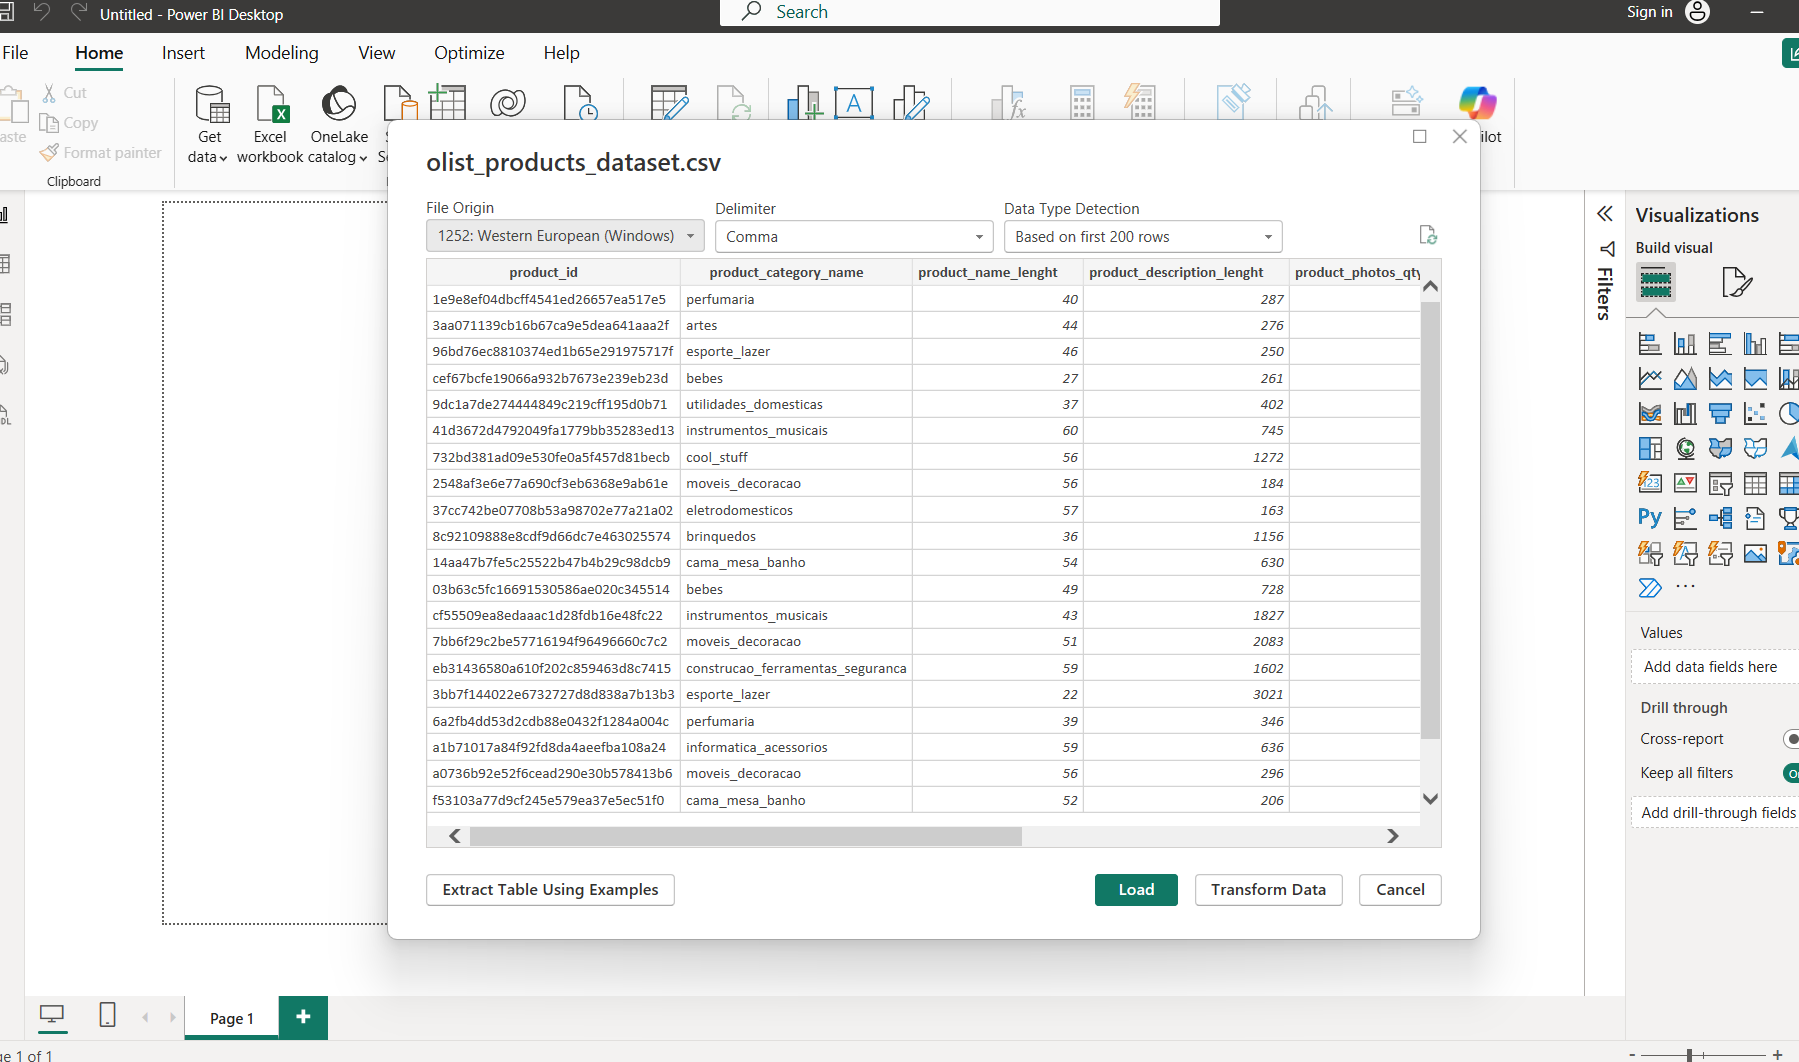 Untitled - Power BI Desktop
Search
Sign in
File Home Insert Modeling View Optimize Help
Cut
Copy
Format painter
Clipboard
Get data
Excel workbook
OneLake catalog
olist_products_dataset.csv
File Origin
1252: Western European (Windows)
Delimiter
Comma
Data Type Detection
Based on first 200 rows
product_id product_category_name product_name_lenght product_description_lenght product_photos_qty
1e9e8ef04dbcff4541ed26657ea517e5 perfumaria 40 287
3aa071139cb16b67ca9e5dea641aaa2f artes 44 276
96bd76ec8810374ed1b65e291975717f esporte_lazer 46 250
cef67bcfe19066a932b7673e239eb23d bebes 27 261
9dc1a7de274444849c219cff195d0b71 utilidades_domesticas 37 402
41d3672d4792049fa1779bb35283ed13 instrumentos_musicais 60 745
732bd381ad09e530fe0a5f457d81becb cool_stuff 56 1272
2548af3e6e77a690cf3eb6368e9ab61e moveis_decoracao 56 184
37cc742be07708b53a98702e77a21a02 eletrodomesticos 57 163
8c92109888e8cdf9d66dc7e463025574 brinquedos 36 1156
14aa47b7fe5c25522b47b4b29c98dcb9 cama_mesa_banho 54 630
03b63c5fc16691530586ae020c345514 bebes 49 728
cf55509ea8edaaac1d28fdb16e48fc22 instrumentos_musicais 43 1827
7bb6f29c2be57716194f96496660c7c2 moveis_decoracao 51 2083
eb31436580a610f202c859463d8c7415 construcao_ferramentas_seguranca 59 1602
3bb7f144022e6732727d8d838a7b13b3 esporte_lazer 22 3021
6a2fb4dd53d2cdb88e0432f1284a004c perfumaria 39 346
a1b71017a84f92fd8da4aeefba108a24 informatica_acessorios 59 636
a0736b92e52f6cead290e30b578413b6 moveis_decoracao 56 296
f53103a77d9cf245e579ea37e5ec51f0 cama_mesa_banho 52 206
Extract Table Using Examples
Load
Transform Data
Cancel
Filters
Visualizations
Build visual
123
Py
Values
Add data fields here
Drill through
Cross-report
Keep all filters
Add drill-through fields
Page 1
1 of 1